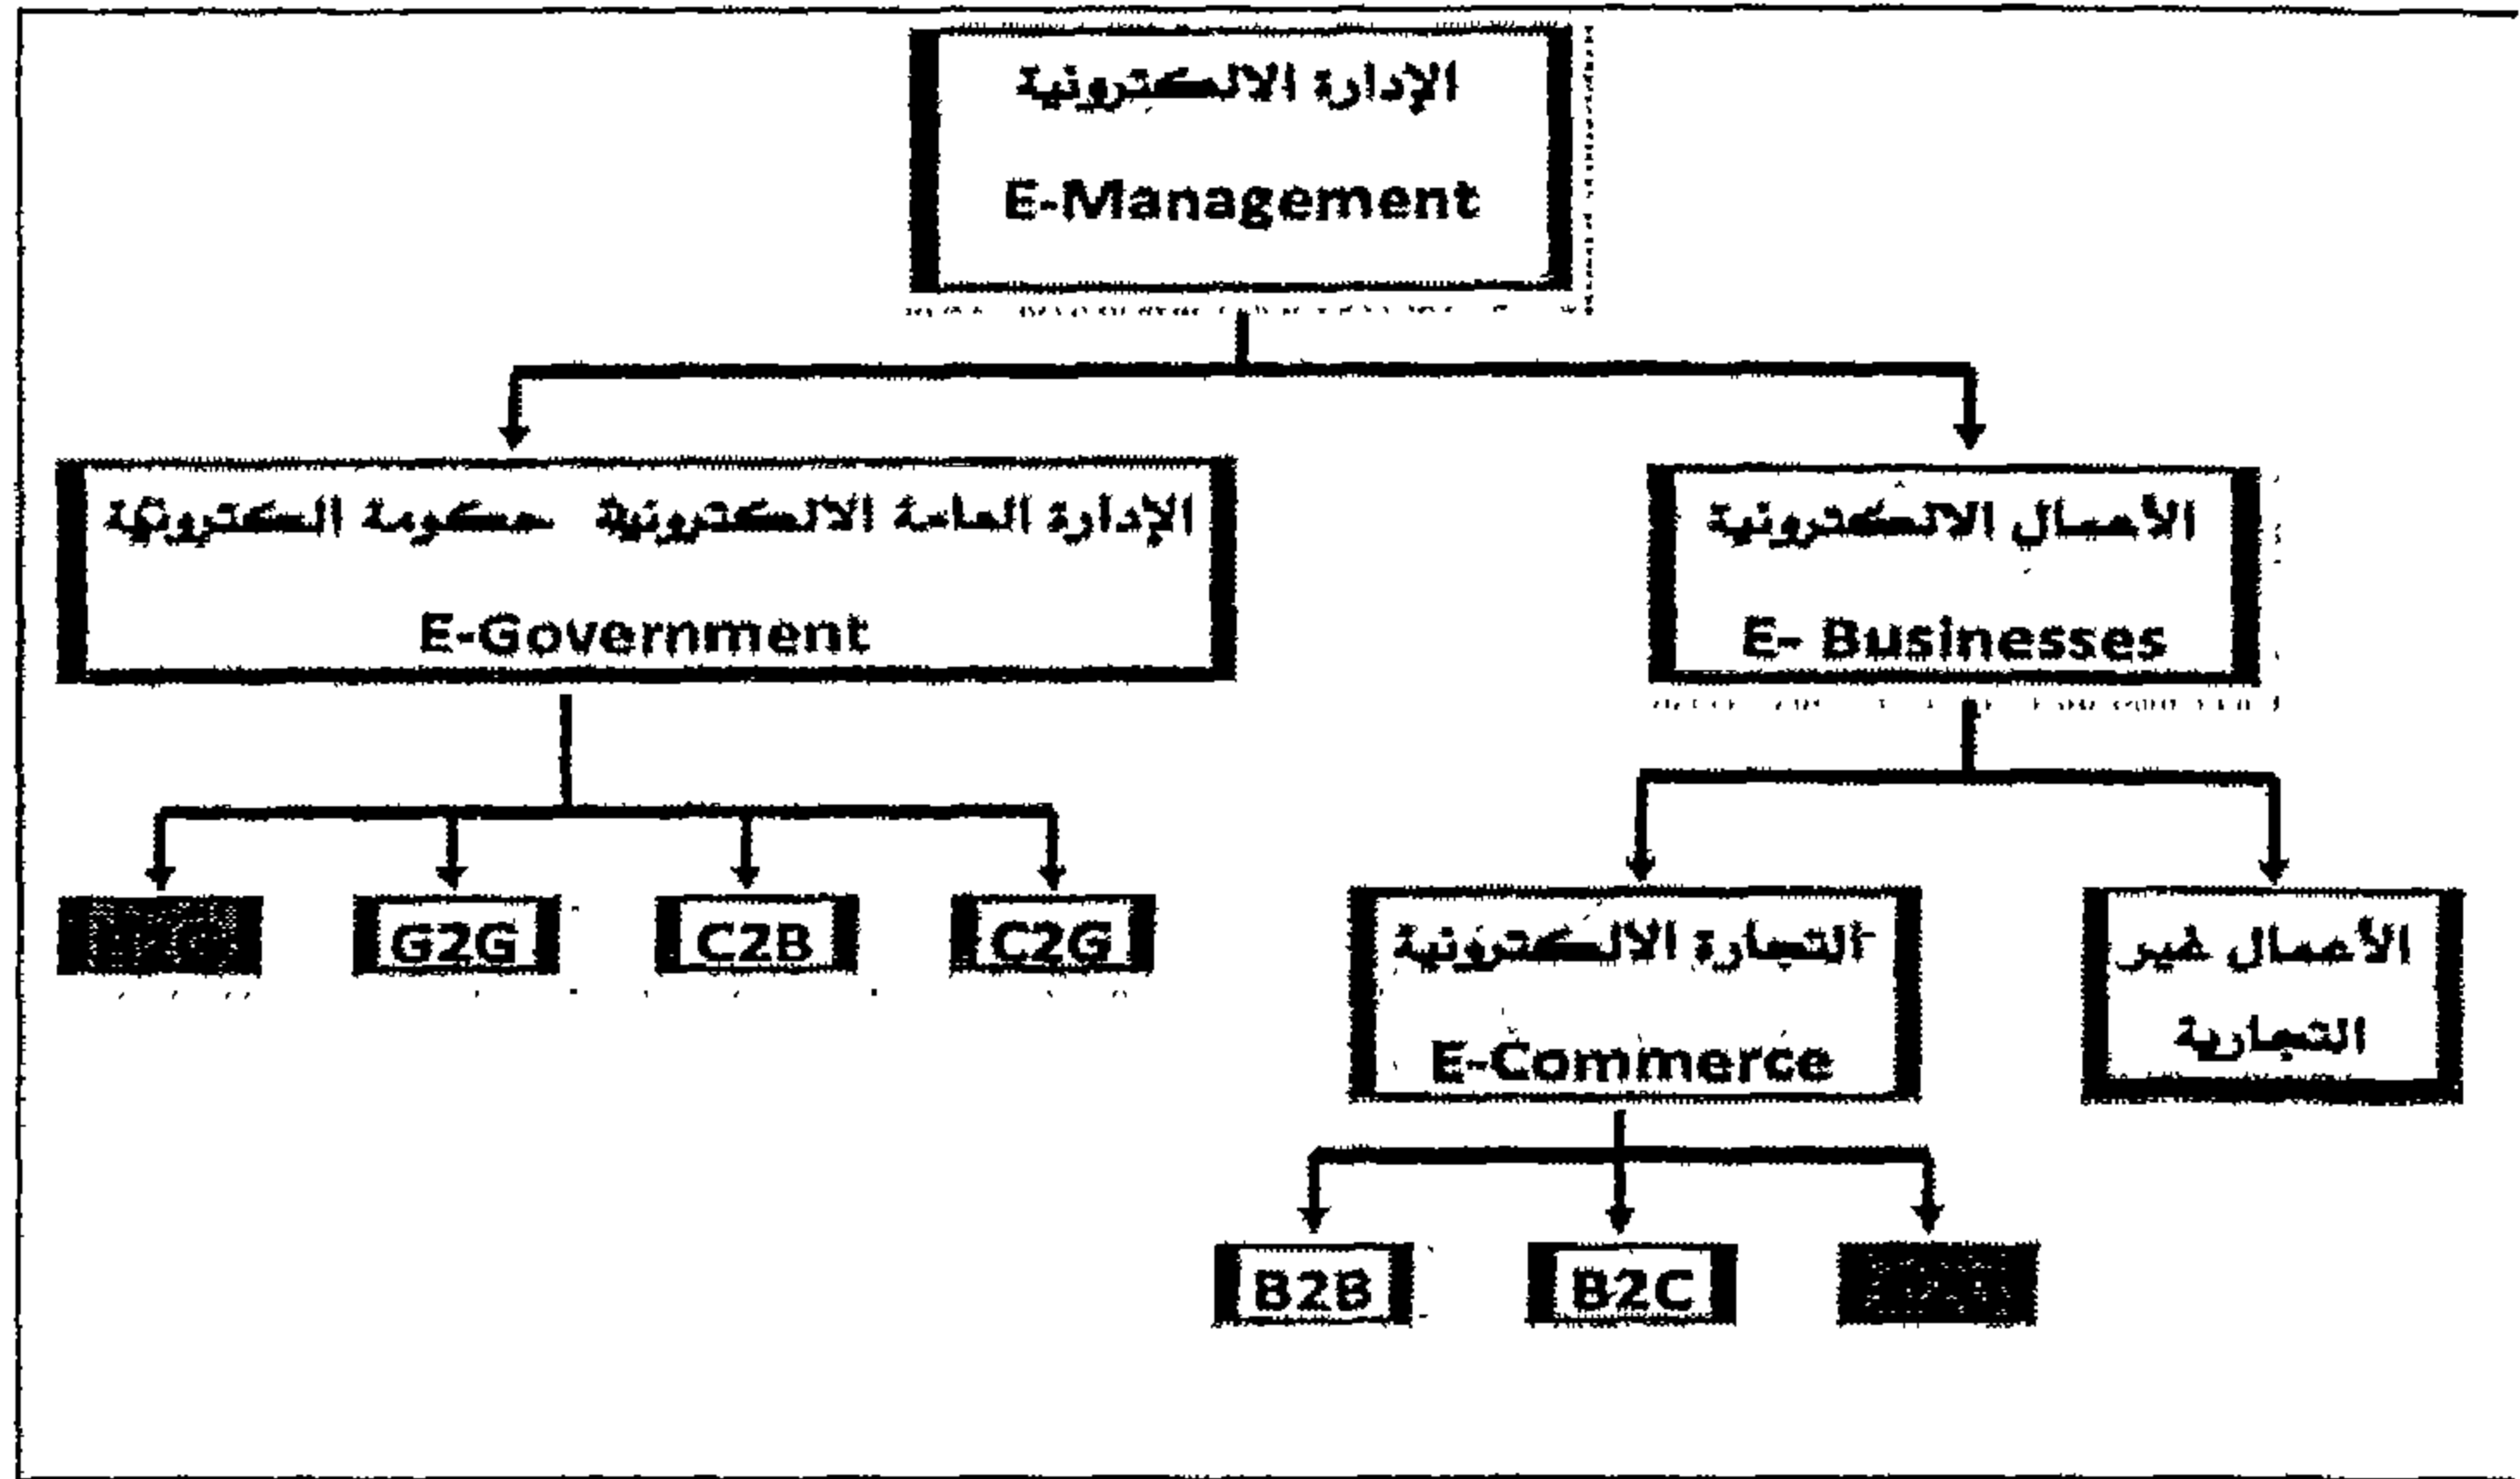 الإدارة الالكترونية
E-Management
الإدارة العامة الالكترونية حكومة الكترونية
E-Government
الأعمال الالكترونية
E- Businesses
G2G
C2B
C2G
التجارة الالكترونية
E-Commerce
الأعمال غير
التجارية
B2B
B2C